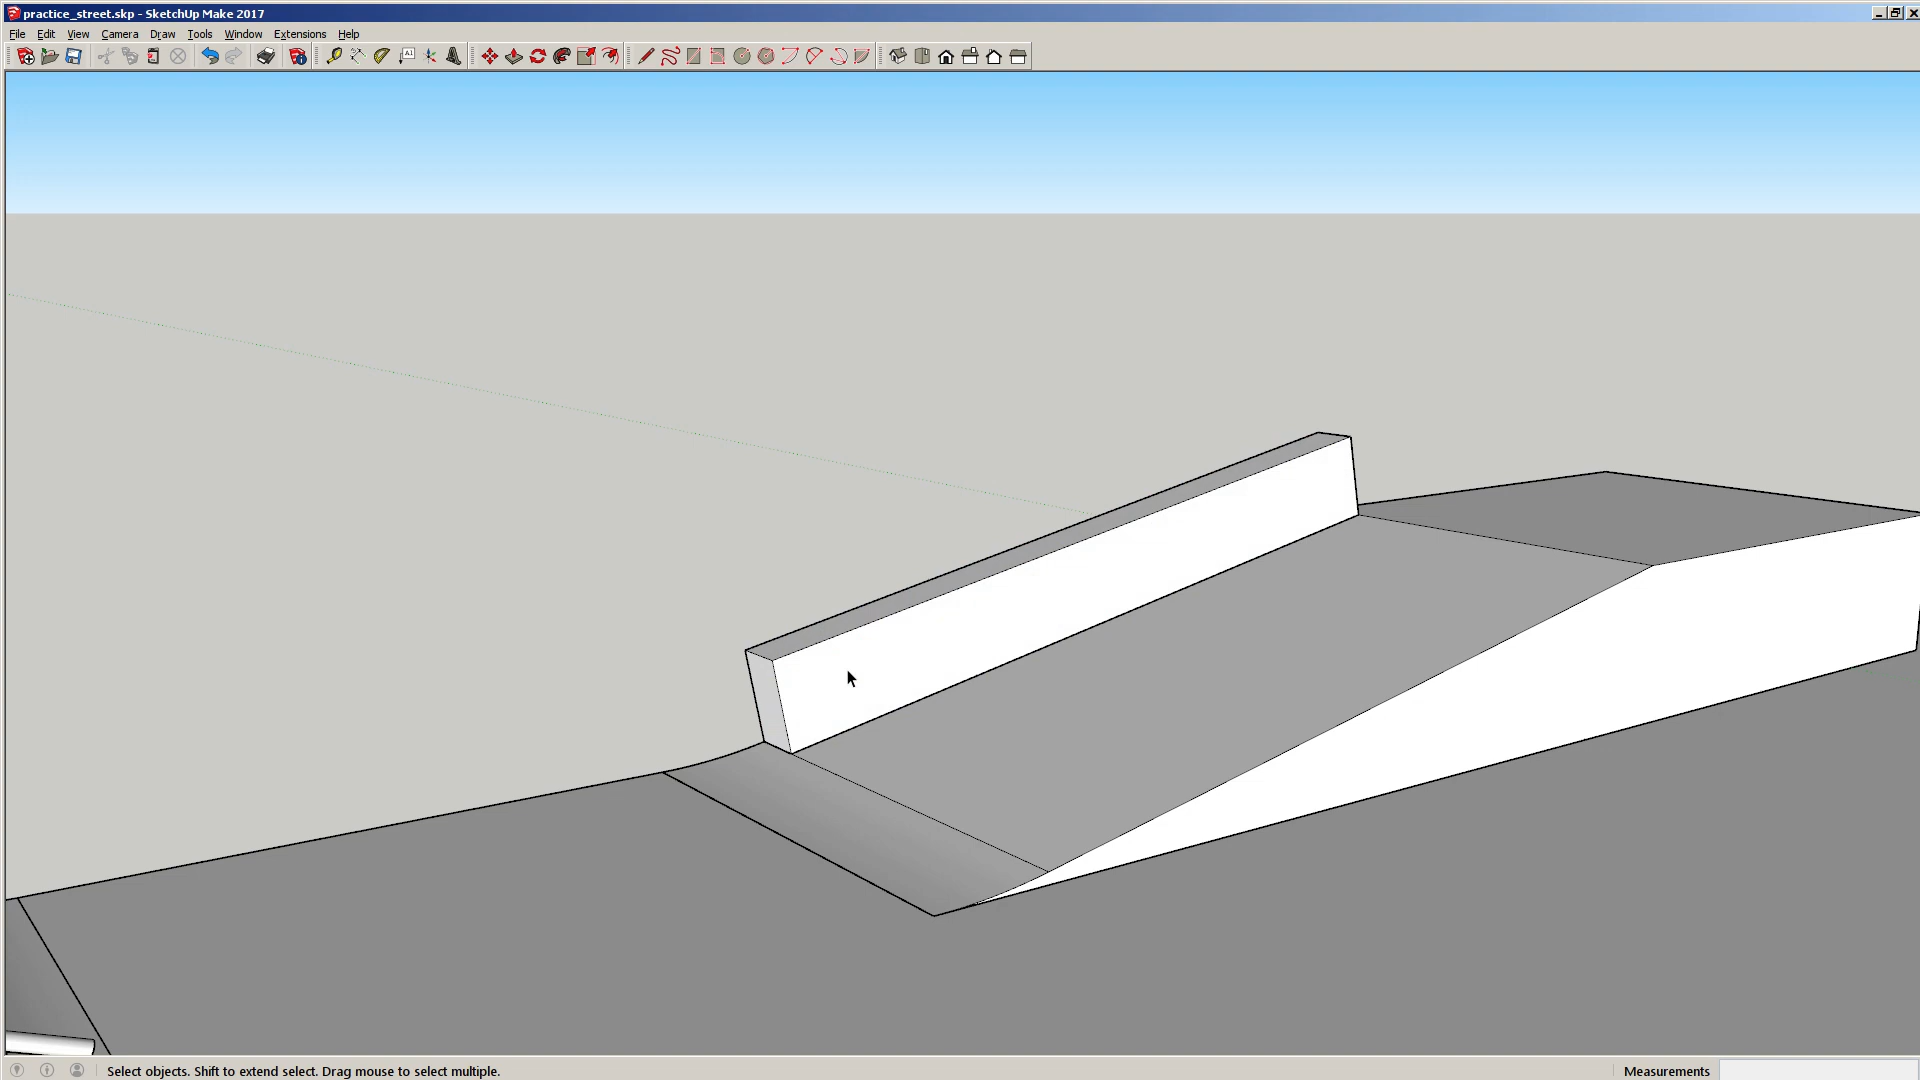 practice_street.skp - SketchUp Make 2017
File Edit View Camera Draw Tools Window Extensions Help
A1
Select objects. Shift to extend select. Drag mouse to select multiple.
Measurements